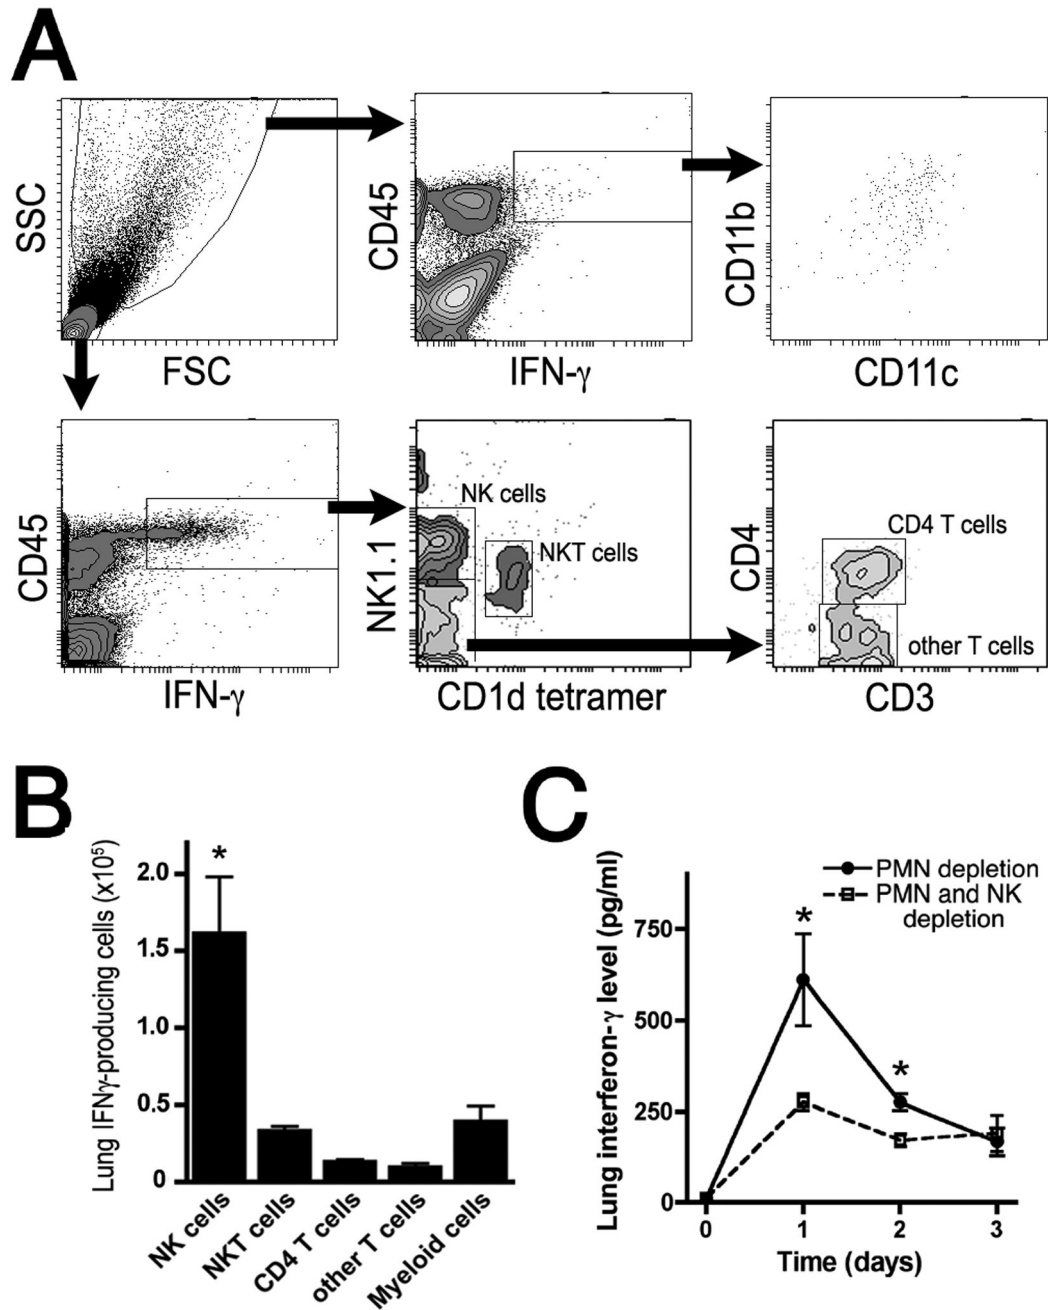 A
SSC
FSC
CD45
IFN-γ
CD11b
CD11c
CD45
IFN-γ
NK1.1
CD1d tetramer
NK cells
NKT cells
CD4
CD3
CD4 T cells
other T cells
B
Lung IFNγ-producing cells (x10⁵)
2.0
1.5
1.0
0.5
0
*
NK cells
NKT cells
CD4 T cells
other T cells
Myeloid cells
C
Lung interferon-γ level (pg/ml)
750
500
250
0
*
*
PMN depletion
PMN and NK
depletion
0 1 2 3
Time (days)